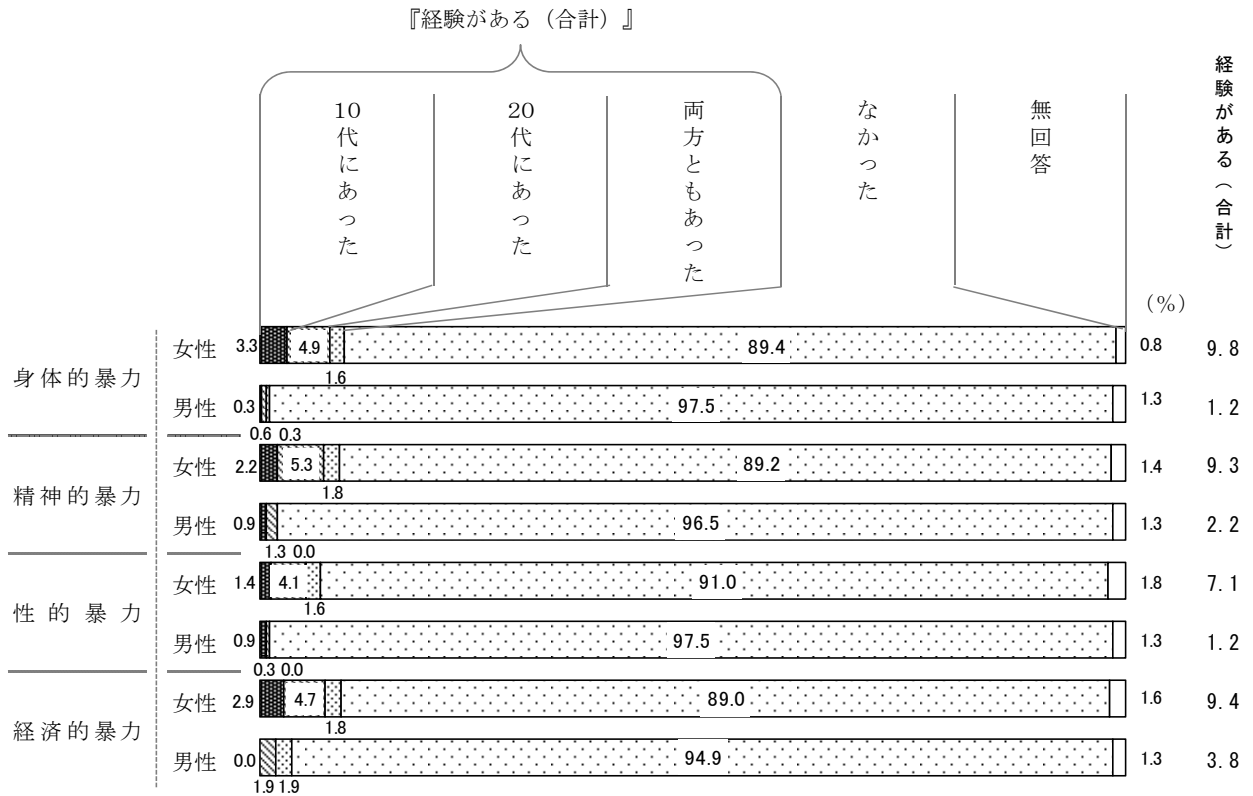 『経験がある（合計）』
10代にあった
20代にあった
両方ともあった
なかった
無回答
経験がある（合計）
（%）
身体的暴力
女性 3.3 4.9 1.6 89.4 0.8 9.8
男性 0.3 0.6 0.3 97.5 1.3 1.2
精神的暴力
女性 2.2 5.3 1.8 89.2 1.4 9.3
男性 0.9 1.3 0.0 96.5 1.3 2.2
性的暴力
女性 1.4 4.1 1.6 91.0 1.8 7.1
男性 0.9 0.3 0.0 97.5 1.3 1.2
経済的暴力
女性 2.9 4.7 1.8 89.0 1.6 9.4
男性 0.0 1.9 1.9 94.9 1.3 3.8